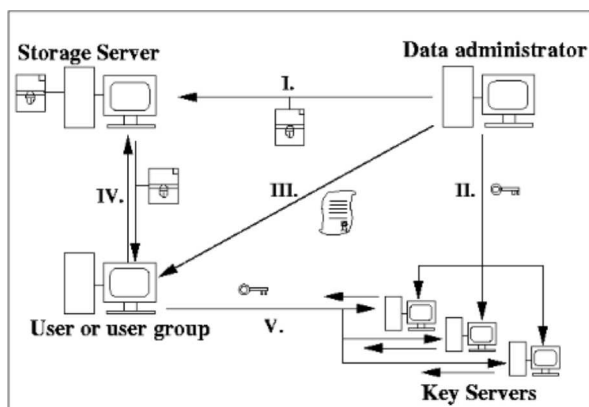 Storage Server
Data administrator
I.
II.
III.
IV.
User or user group
V.
Key Servers